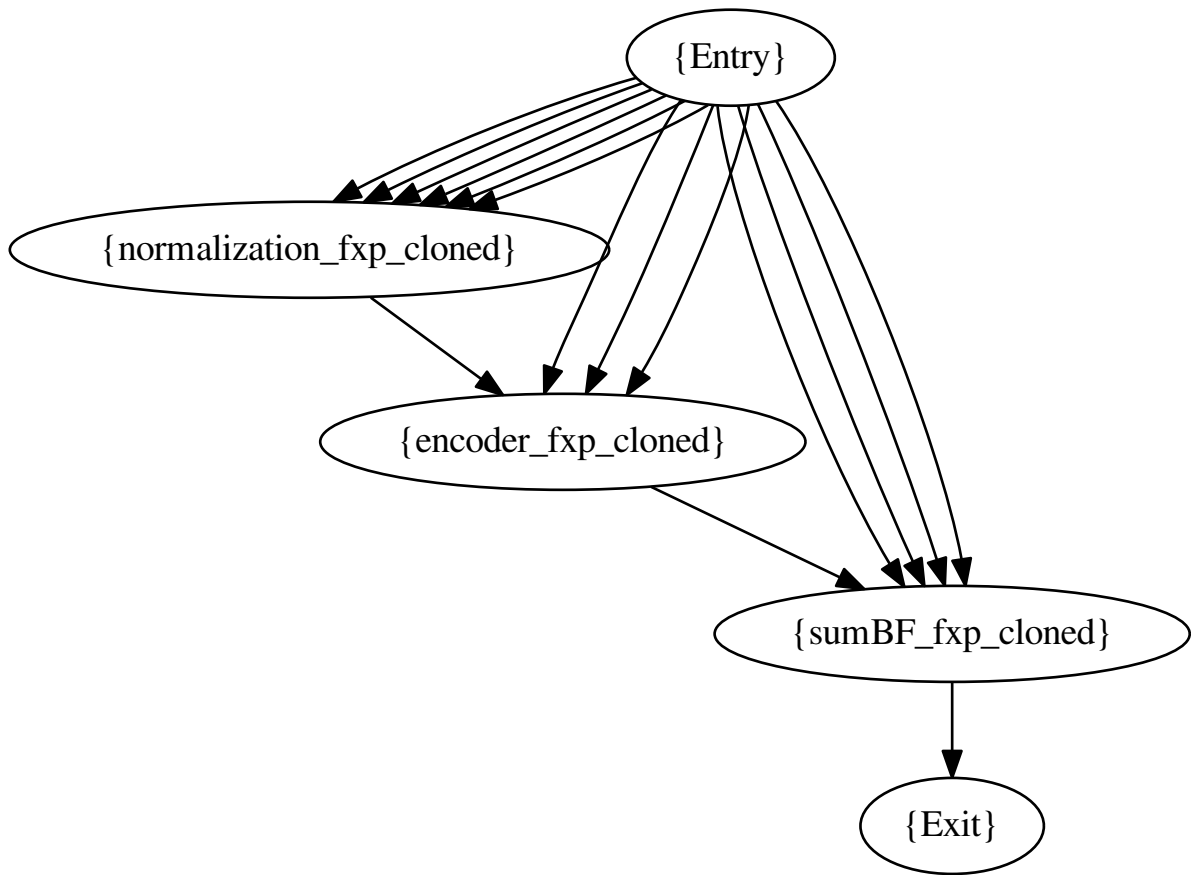 {Entry}
{normalization_fxp_cloned}
{encoder_fxp_cloned}
{sumBF_fxp_cloned}
{Exit}